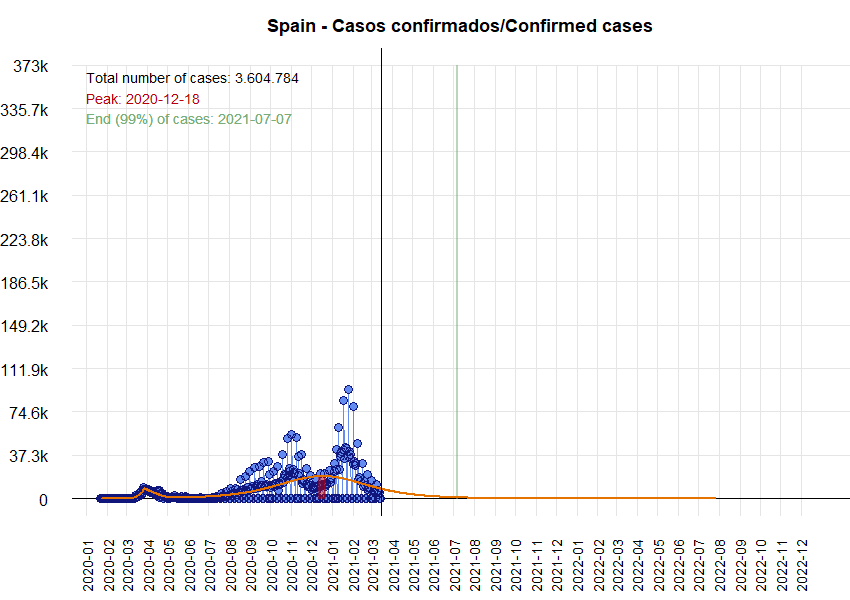 Spain - Casos confirmados/Confirmed cases
373k
335.7k
298.4k
261.1k
223.8k
186.5k
149.2k
111.9k
74.6k
37.3k
0
Total number of cases: 3.604.784
Peak: 2020-12-18
End (99%) of cases: 2021-07-07
2020-01
2020-02
2020-03
2020-04
2020-05
2020-06
2020-07
2020-08
2020-09
2020-10
2020-11
2020-12
2021-01
2021-02
2021-03
2021-04
2021-05
2021-06
2021-07
2021-08
2021-09
2021-10
2021-11
2021-12
2022-01
2022-02
2022-03
2022-04
2022-05
2022-06
2022-07
2022-08
2022-09
2022-10
2022-11
2022-12